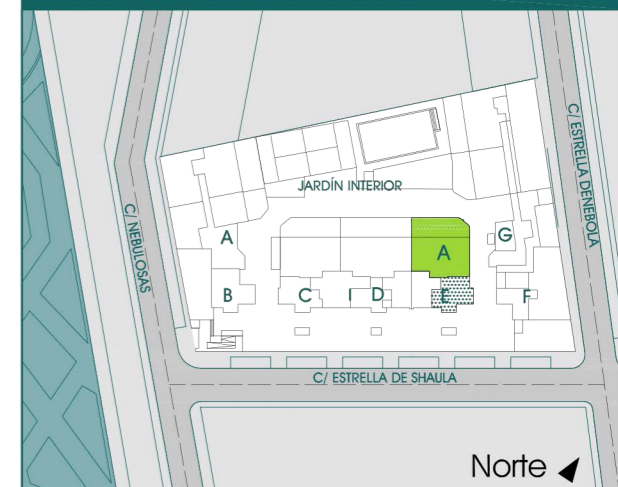 C/ ESTRELLA DENEBOLA
JARDÍN INTERIOR
C/ NEBULOSAS
A
G
A
B
C
I
D
E
F
C/ ESTRELLA DE SHAULA
Norte